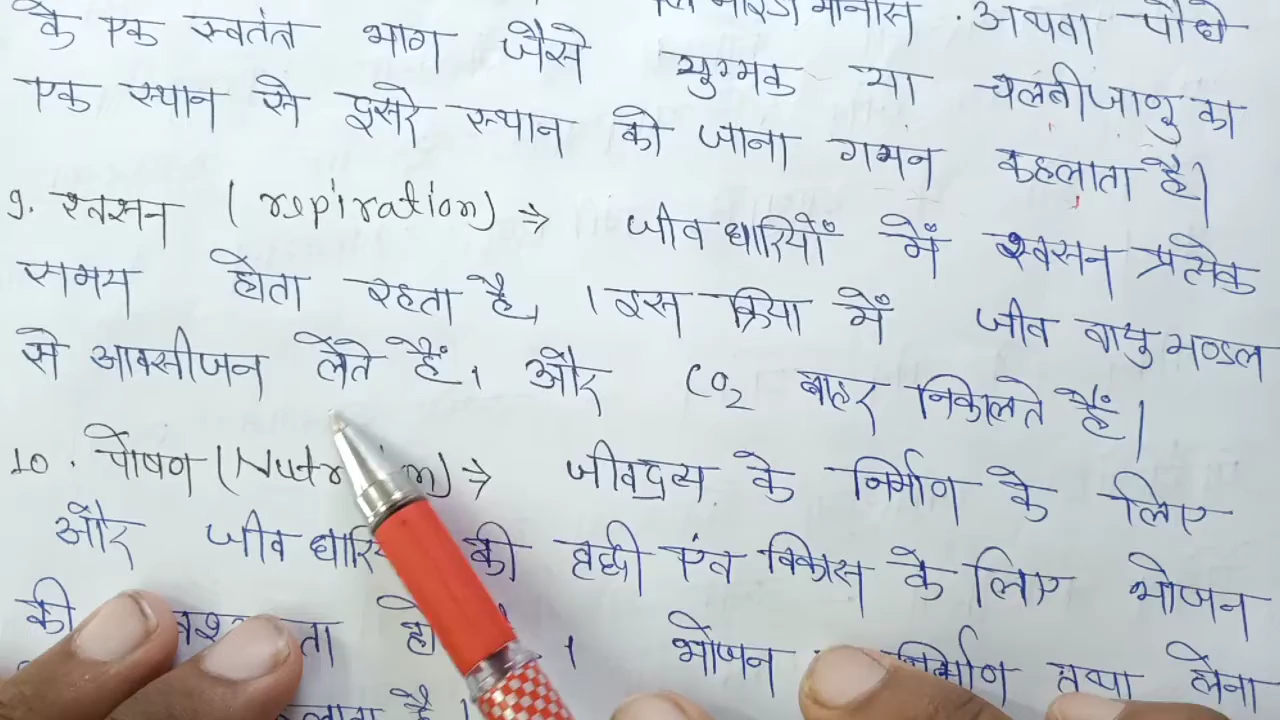 अथवा पौधे
के एक स्वतंत भाग जैसे युग्मक या चलबीजाणु का
एक स्थान से दूसरे स्थान को जाना गमन कहलाता है।
9. श्वसन (respiration) ⇒ जीवधारियों में श्वसन प्रत्येक
समय होता रहता है, । इस क्रिया में जीव वायुमण्डल
से आक्सीजन लेते हैं, और CO2 बाहर निकालते हैं।
10. पोषण (Nutr m) ⇒ जीवद्रव्य के निर्माण के लिए
और जीवधारि की वृद्धी एंव विकास के लिए भोजन
की ता हो । भोजन निर्माण तथा लेना